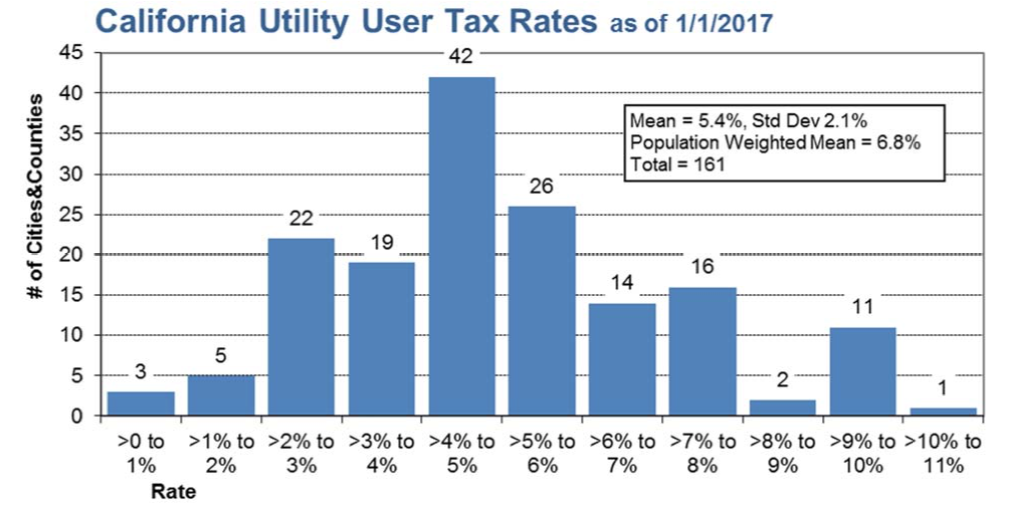 California Utility User Tax Rates as of 1/1/2017
# of Cities&Counties
45
40
35
30
25
20
15
10
5
0
3
5
22
19
42
26
14
16
2
11
1
Mean = 5.4%, Std Dev 2.1%
Population Weighted Mean = 6.8%
Total = 161
>0 to
1%
>1% to
2%
>2% to
3%
>3% to
4%
>4% to
5%
>5% to
6%
>6% to
7%
>7% to
8%
>8% to
9%
>9% to
10%
>10% to
11%
Rate